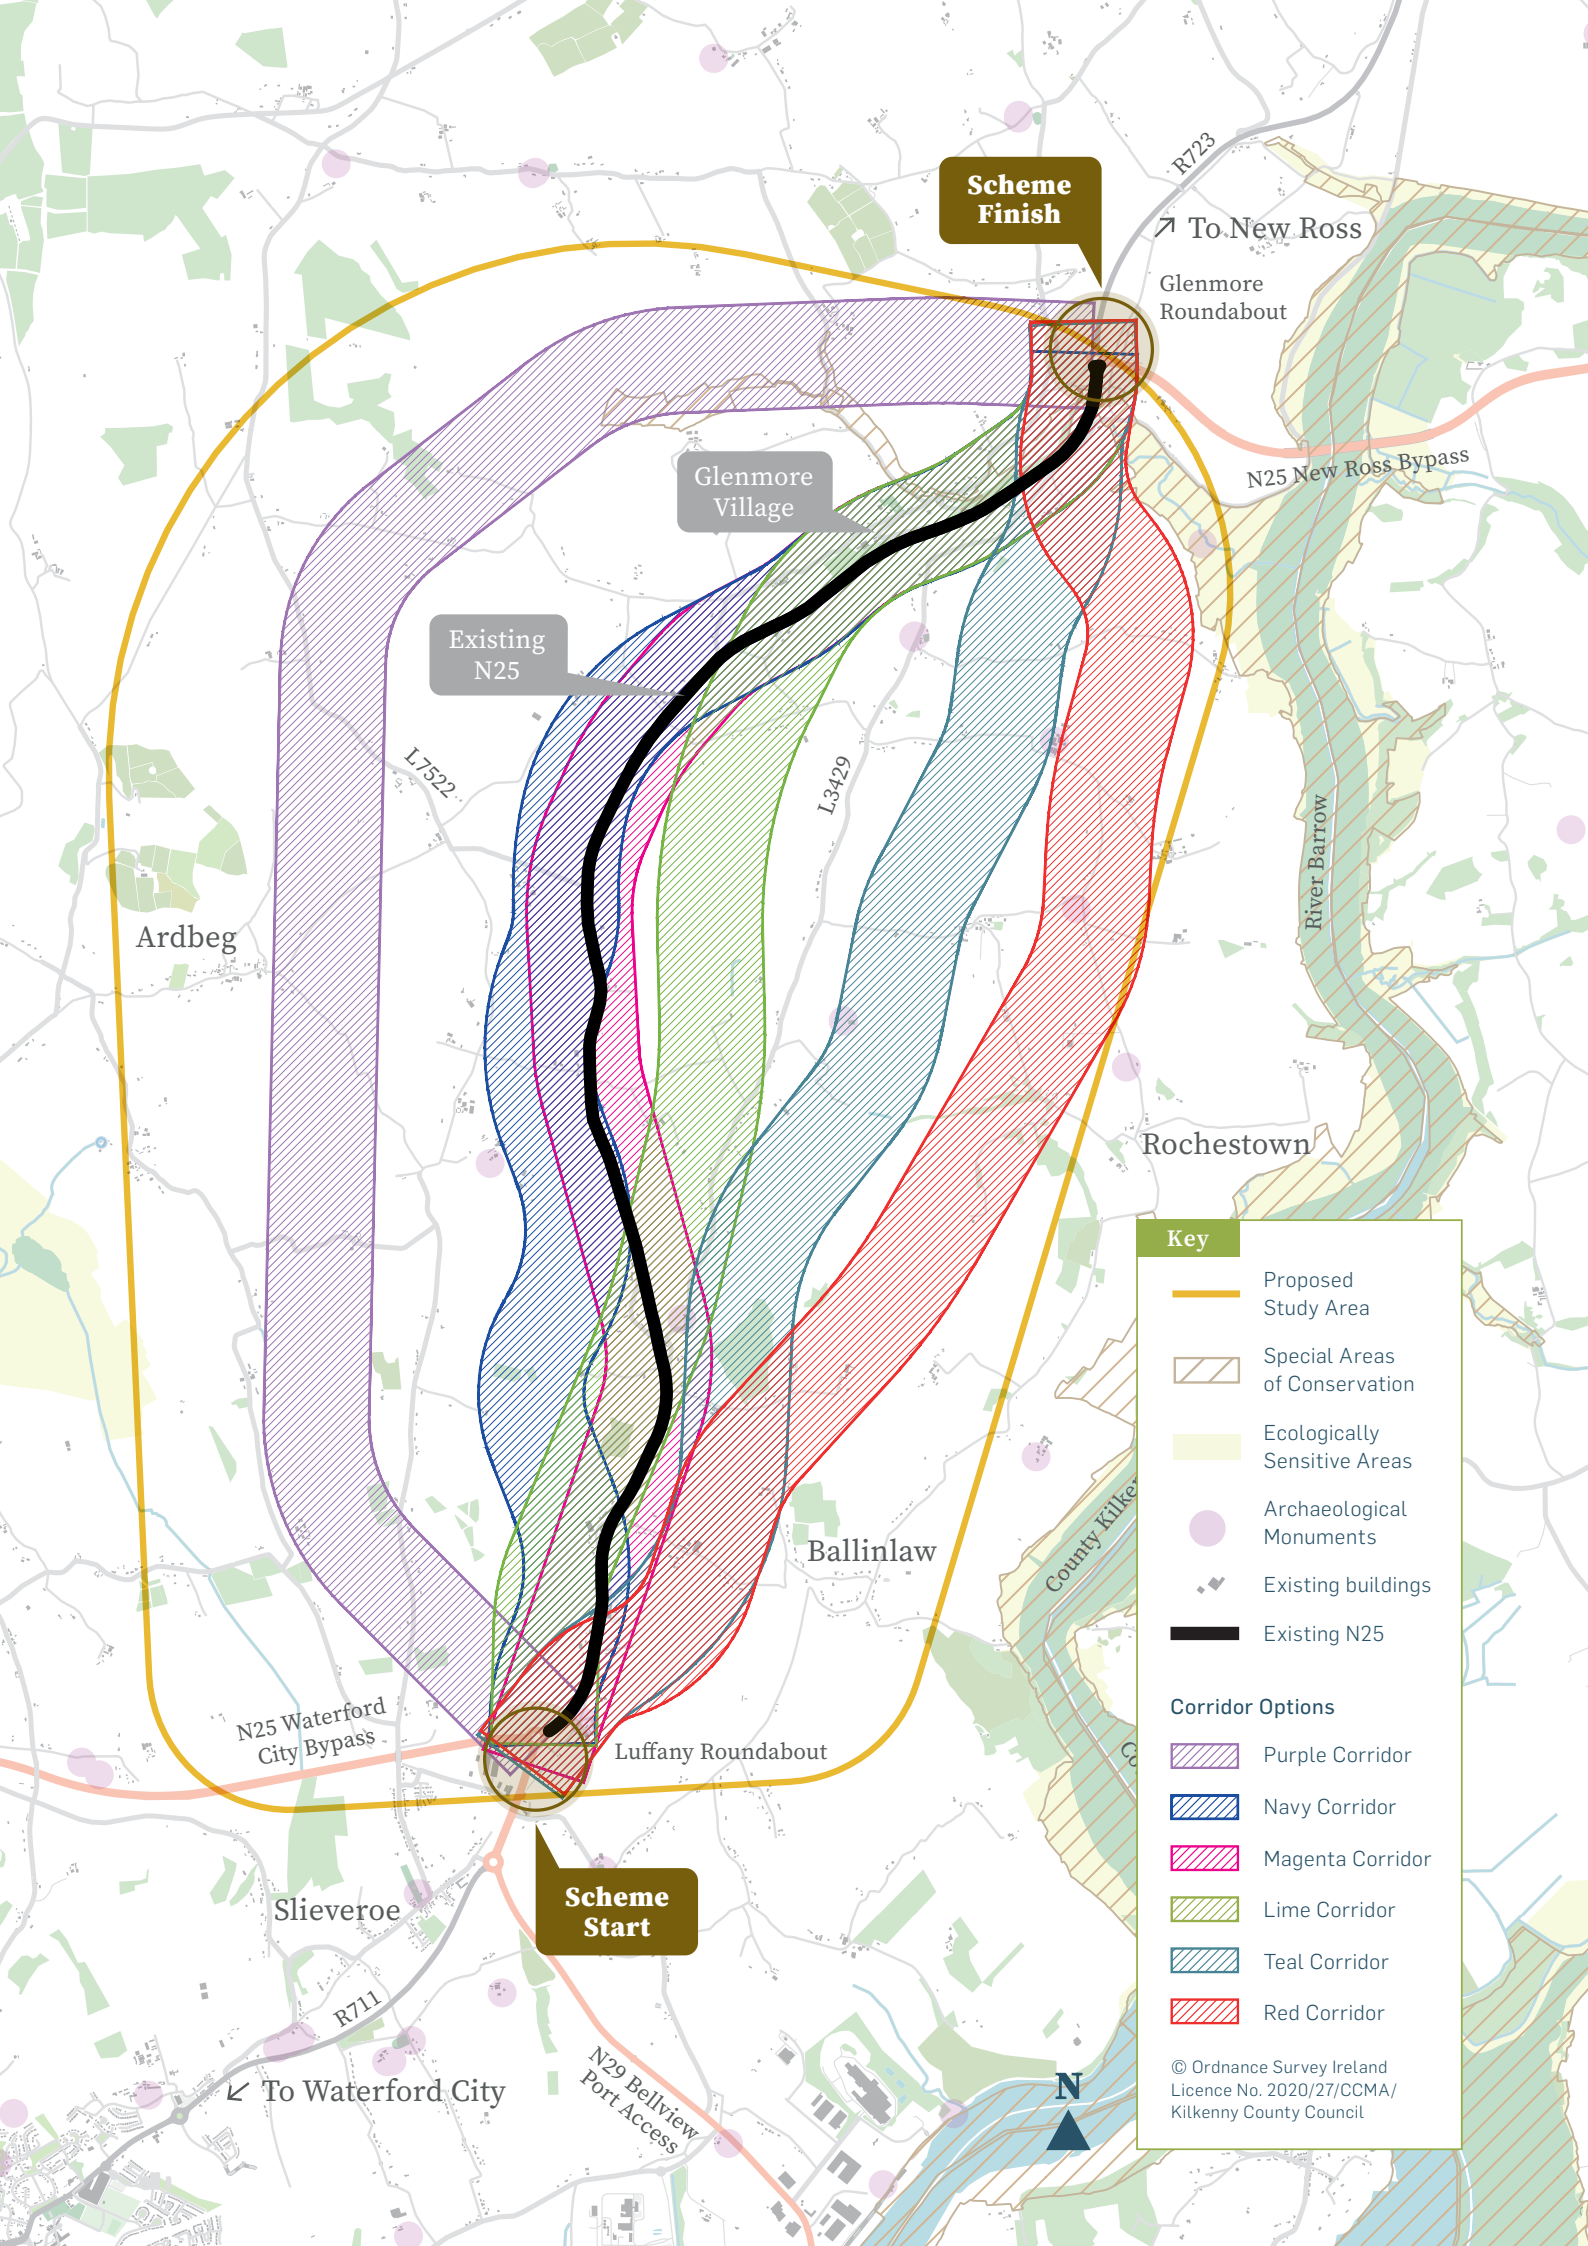 R723
Scheme
Finish
↗ To New Ross
Glenmore
Roundabout
N25 New Ross Bypass
Glenmore
Village
Existing
N25
L7522
L3429
River Barrow
Ardbeg
Rochestown
Ballinlaw
N25 Waterford
City Bypass
Luffany Roundabout
Scheme
Start
Slieveroe
R711
↙ To Waterford City
N29 Bellview
Port Access
N
Key
Proposed
Study Area
Special Areas
of Conservation
Ecologically
Sensitive Areas
Archaeological
Monuments
Existing buildings
Existing N25
Corridor Options
Purple Corridor
Navy Corridor
Magenta Corridor
Lime Corridor
Teal Corridor
Red Corridor
© Ordnance Survey Ireland
Licence No. 2020/27/CCMA/
Kilkenny County Council
County Kilke
Co